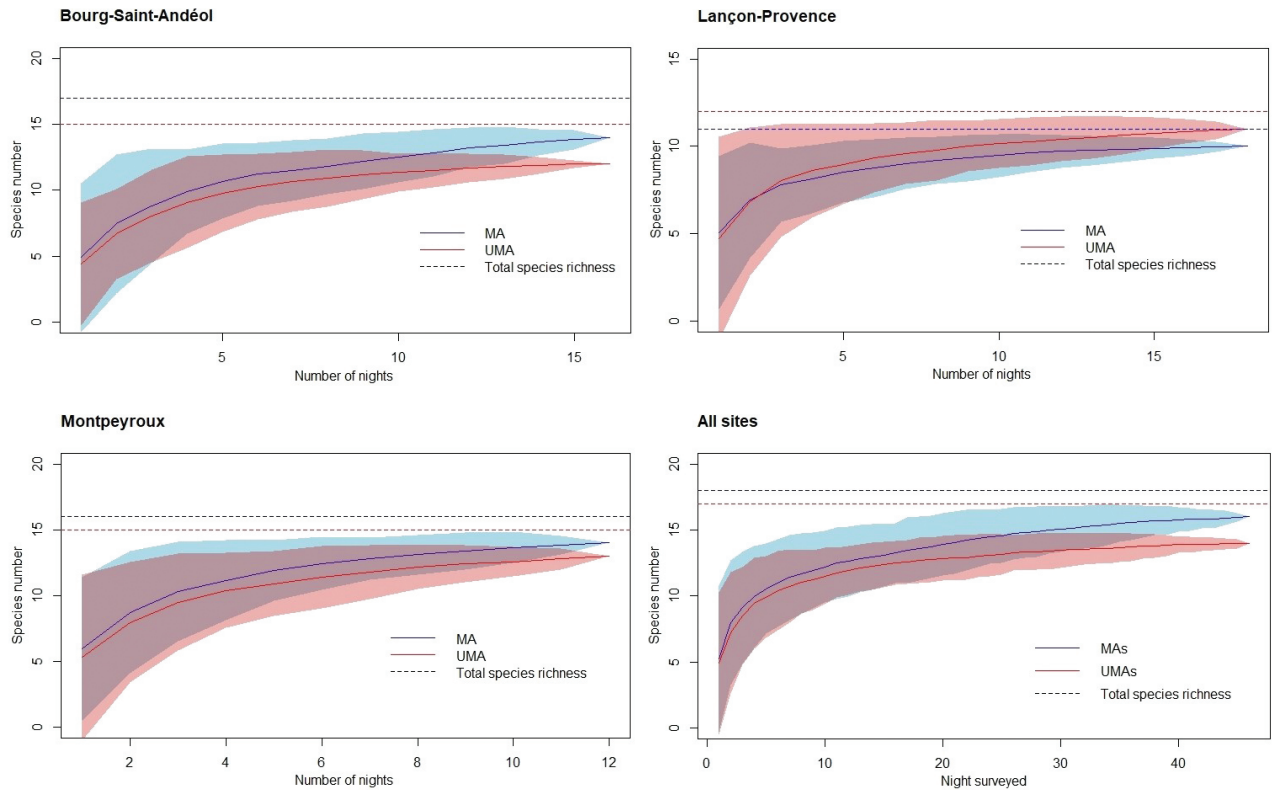 Bourg-Saint-Andéol
Species number
0
5
10
15
20
5
10
15
Number of nights
MA
UMA
Total species richness
Lançon-Provence
Species number
0
5
10
15
5
10
15
Number of nights
MA
UMA
Total species richness
Montpeyroux
Species number
0
5
10
15
20
2
4
6
8
10
12
Number of nights
MA
UMA
Total species richness
All sites
Species number
0
5
10
15
20
0
10
20
30
40
Night surveyed
MAs
UMAs
Total species richness